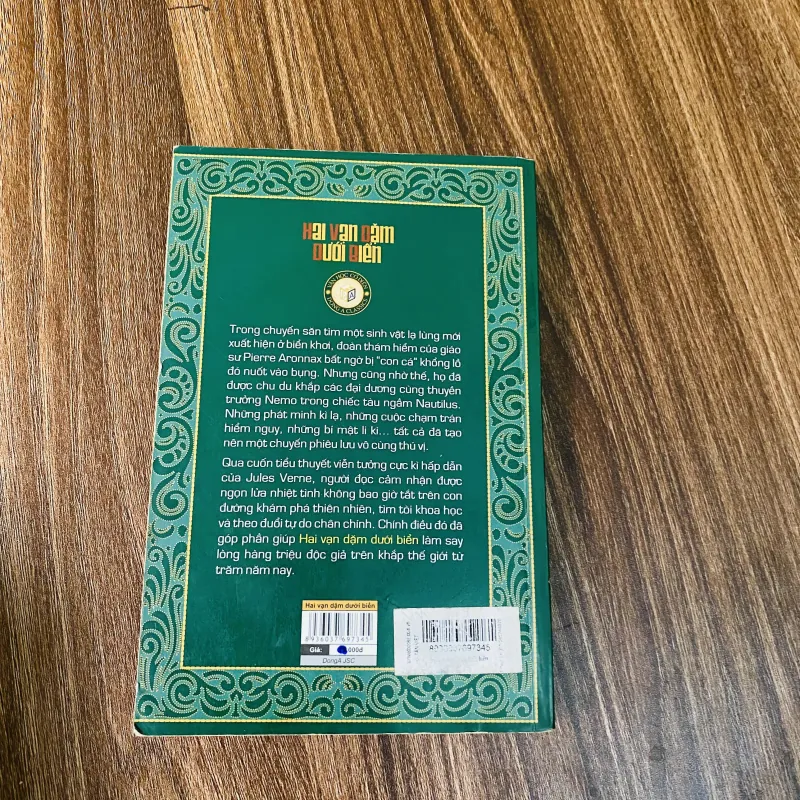 Hai Vạn Dặm
Dưới Biển
VĂN HỌC CỔ ĐIỂN
ĐÔNG A CLASSICS
Trong chuyến săn tìm một sinh vật lạ lùng mới
xuất hiện ở biển khơi, đoàn thám hiểm của giáo
sư Pierre Aronnax bất ngờ bị "con cá" khổng lồ
đó nuốt vào bụng. Nhưng cũng nhờ thế, họ đã
được chu du khắp các đại dương cùng thuyền
trưởng Nemo trong chiếc tàu ngầm Nautilus.
Những phát minh kì lạ, những cuộc chạm trán
hiểm nguy, những bí mật li kì... tất cả đã tạo
nên một chuyến phiêu lưu vô cùng thú vị.
Qua cuốn tiểu thuyết viễn tưởng cực kì hấp dẫn
của Jules Verne, người đọc cảm nhận được
ngọn lửa nhiệt tình không bao giờ tắt trên con
đường khám phá thiên nhiên, tìm tòi khoa học
và theo đuổi tự do chân chính. Chính điều đó đã
góp phần giúp Hai vạn dặm dưới biển làm say
lòng hàng triệu độc giả trên khắp thế giới từ
trăm năm nay.
Hai vạn dặm dưới biển
8936037697345
Giá: .000đ
DongA JSC